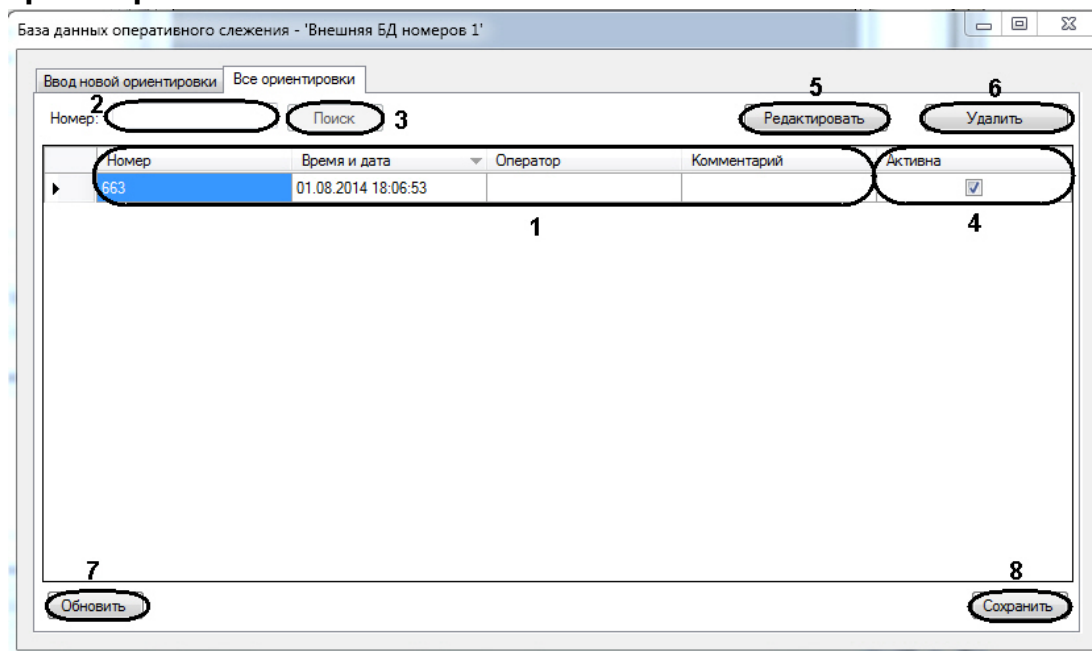 База данных оперативного слежения - 'Внешняя БД номеров 1'
Ввод новой ориентировки Все ориентировки
5 6
2
Номер: Поиск 3 Редактировать Удалить
Номер Время и дата Оператор Комментарий Активна
663 01.08.2014 18:06:53
1 4
7 8
Обновить Сохранить